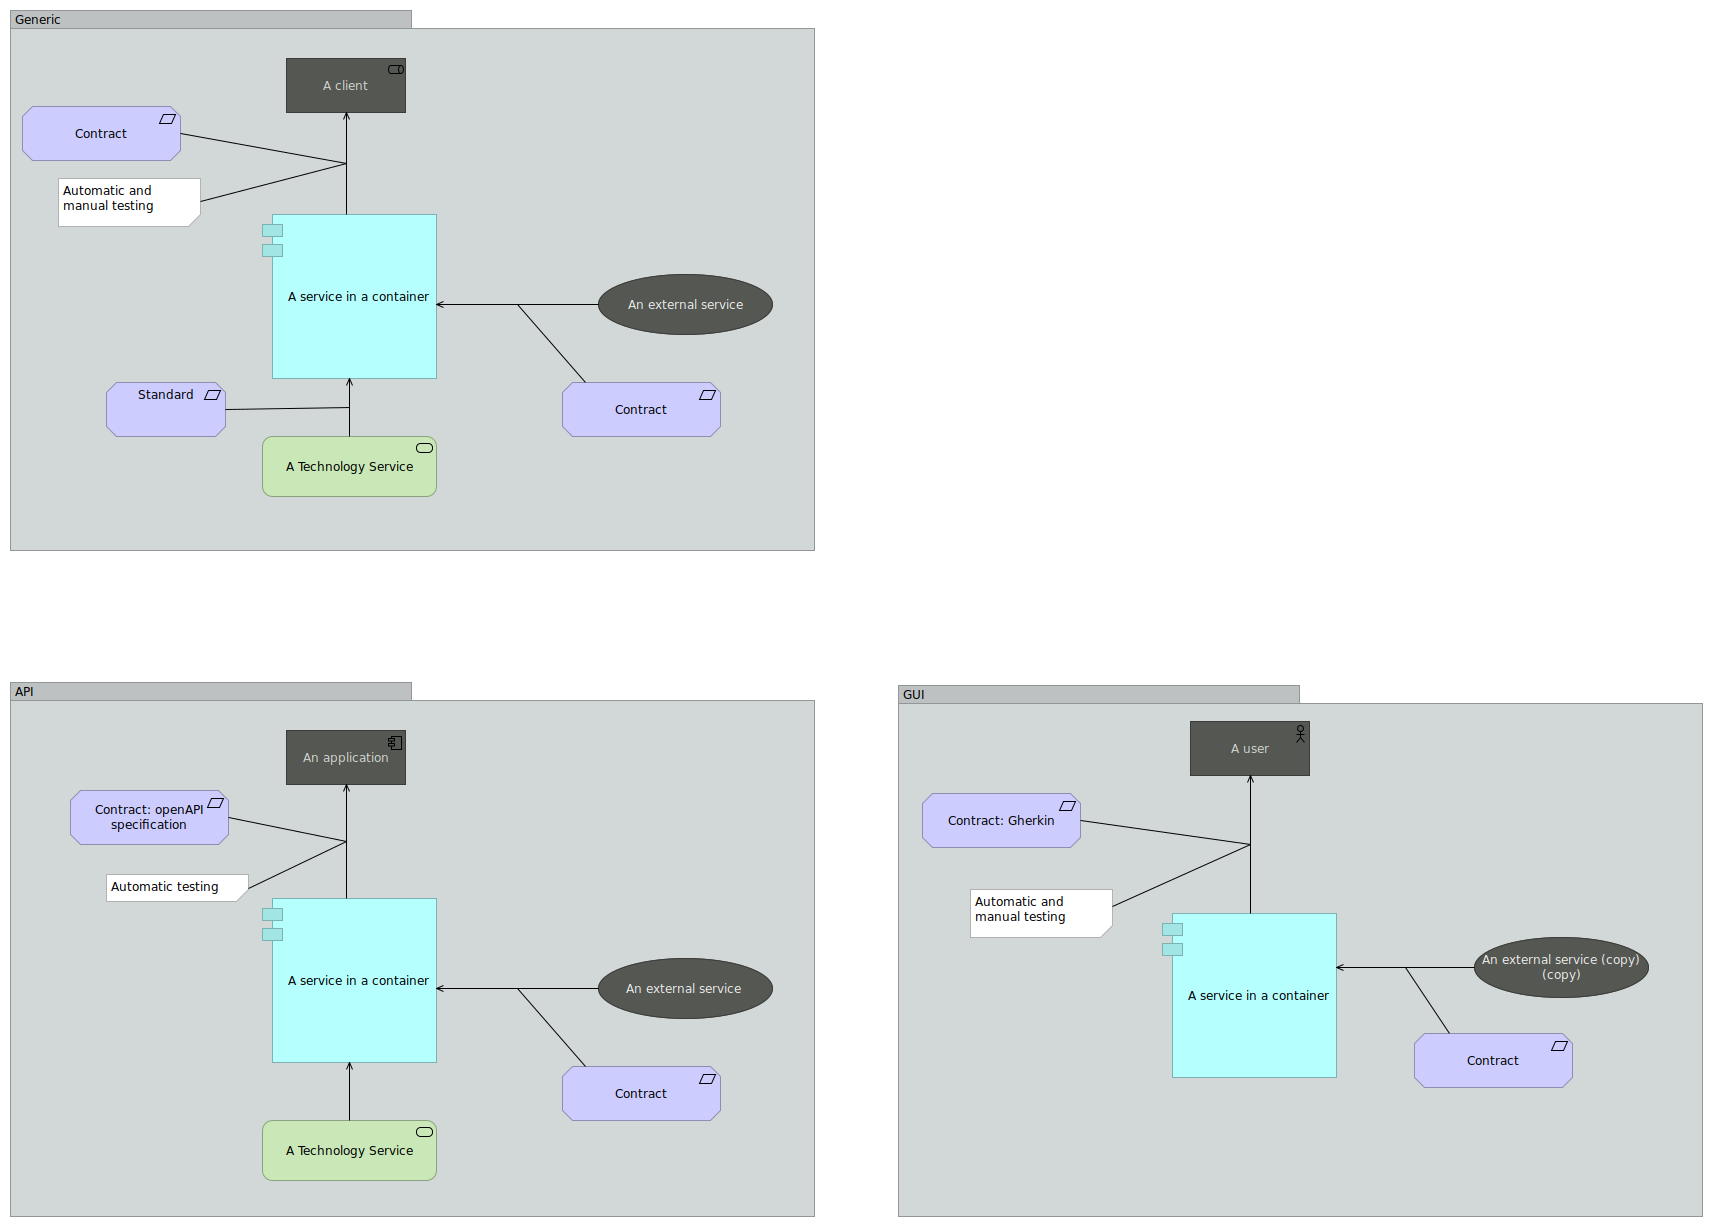 Generic
A client
Contract
Automatic and
manual testing
A service in a container
An external service
Standard
Contract
A Technology Service
API
An application
Contract: openAPI
specification
Automatic testing
A service in a container
An external service
Contract
A Technology Service
GUI
A user
Contract: Gherkin
Automatic and
manual testing
An external service (copy)
(copy)
A service in a container
Contract